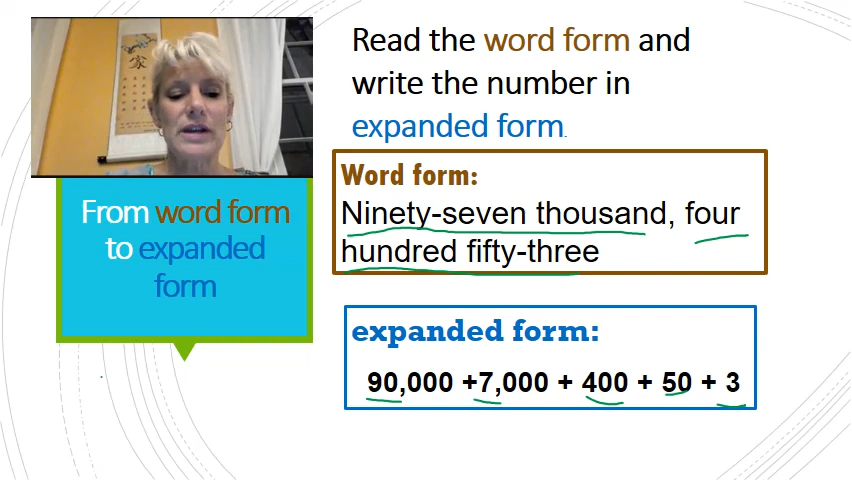 Read the word form and
write the number in
expanded form.
家
Word form:
Ninety-seven thousand, four
hundred fifty-three
From word form
to expanded
form
expanded form:
90,000 +7,000 + 400 + 50 + 3